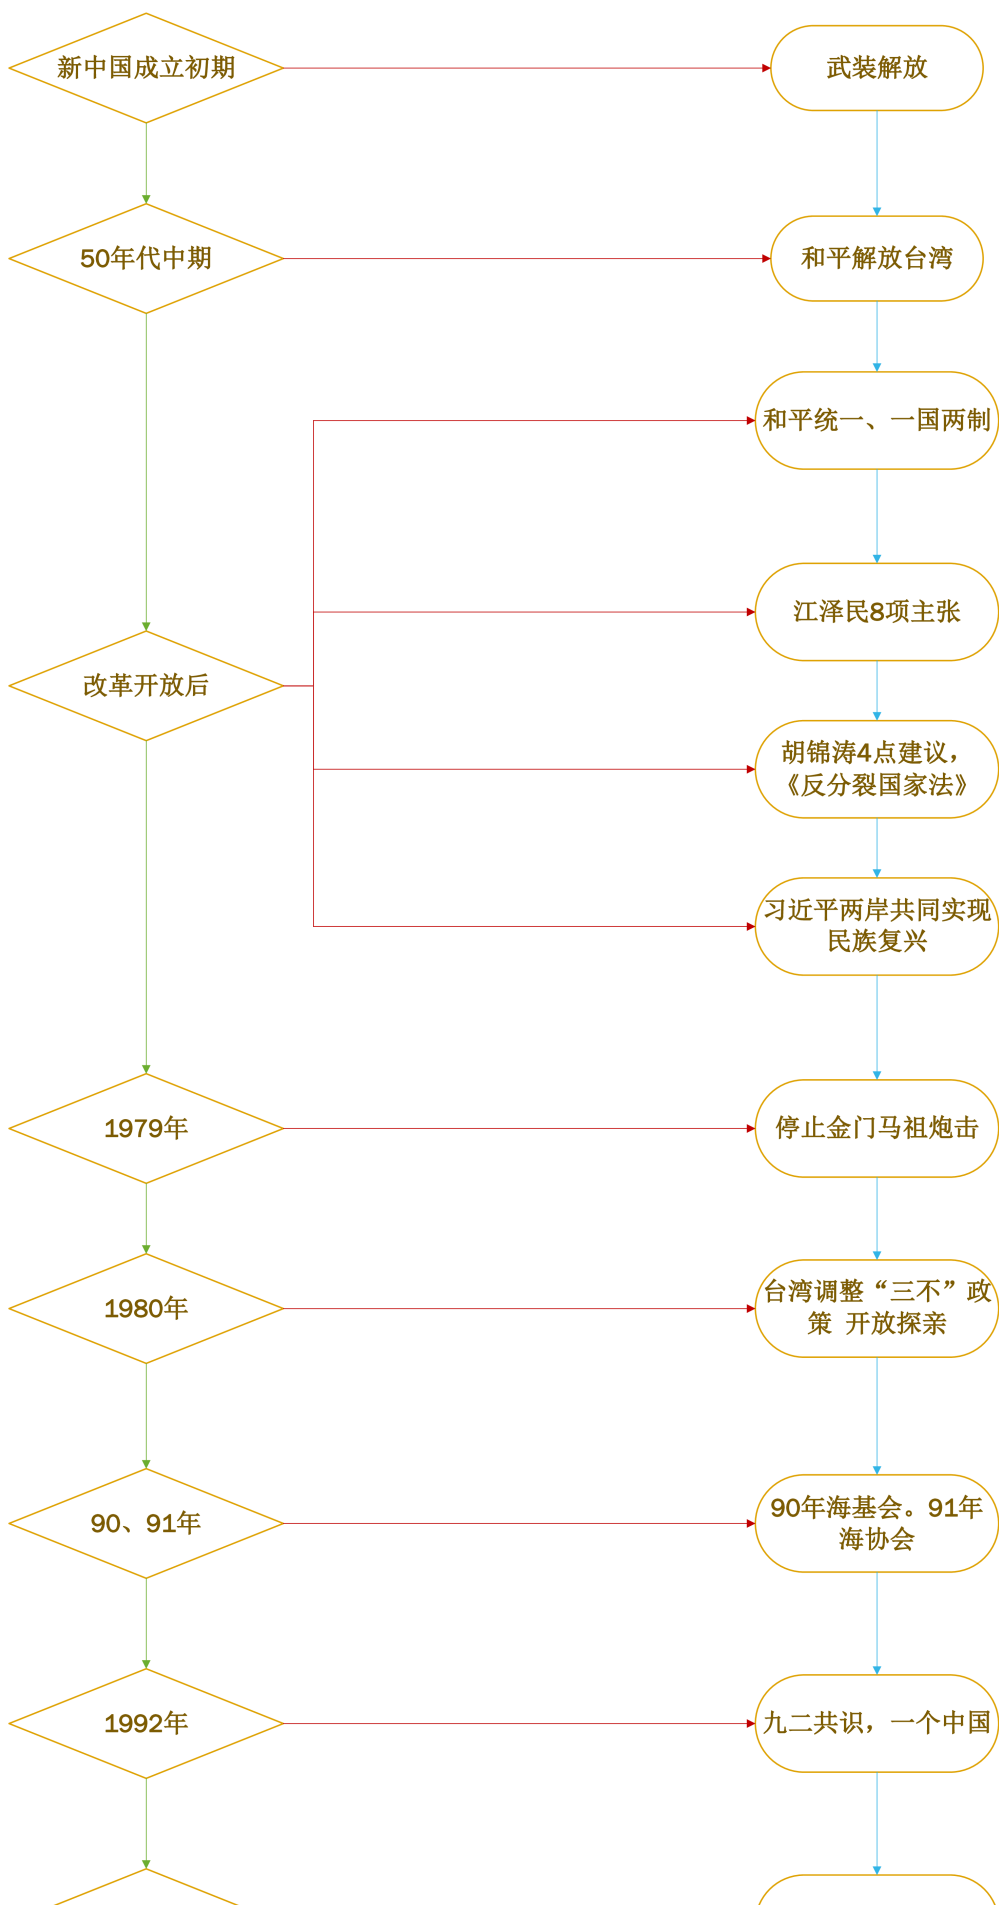 新中国成立初期
武装解放
50年代中期
和平解放台湾
和平统一、一国两制
江泽民8项主张
改革开放后
胡锦涛4点建议，
《反分裂国家法》
习近平两岸共同实现
民族复兴
1979年
停止金门马祖炮击
1980年
台湾调整“三不”政
策 开放探亲
90、91年
90年海基会。91年
海协会
1992年
九二共识，一个中国